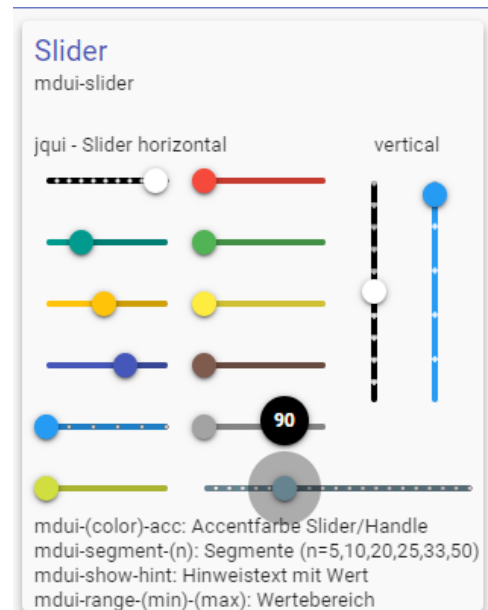 Slider
mdui-slider
jqui - Slider horizontal vertical
90
mdui-(color)-acc: Accentfarbe Slider/Handle
mdui-segment-(n): Segmente (n=5,10,20,25,33,50)
mdui-show-hint: Hinweistext mit Wert
mdui-range-(min)-(max): Wertebereich